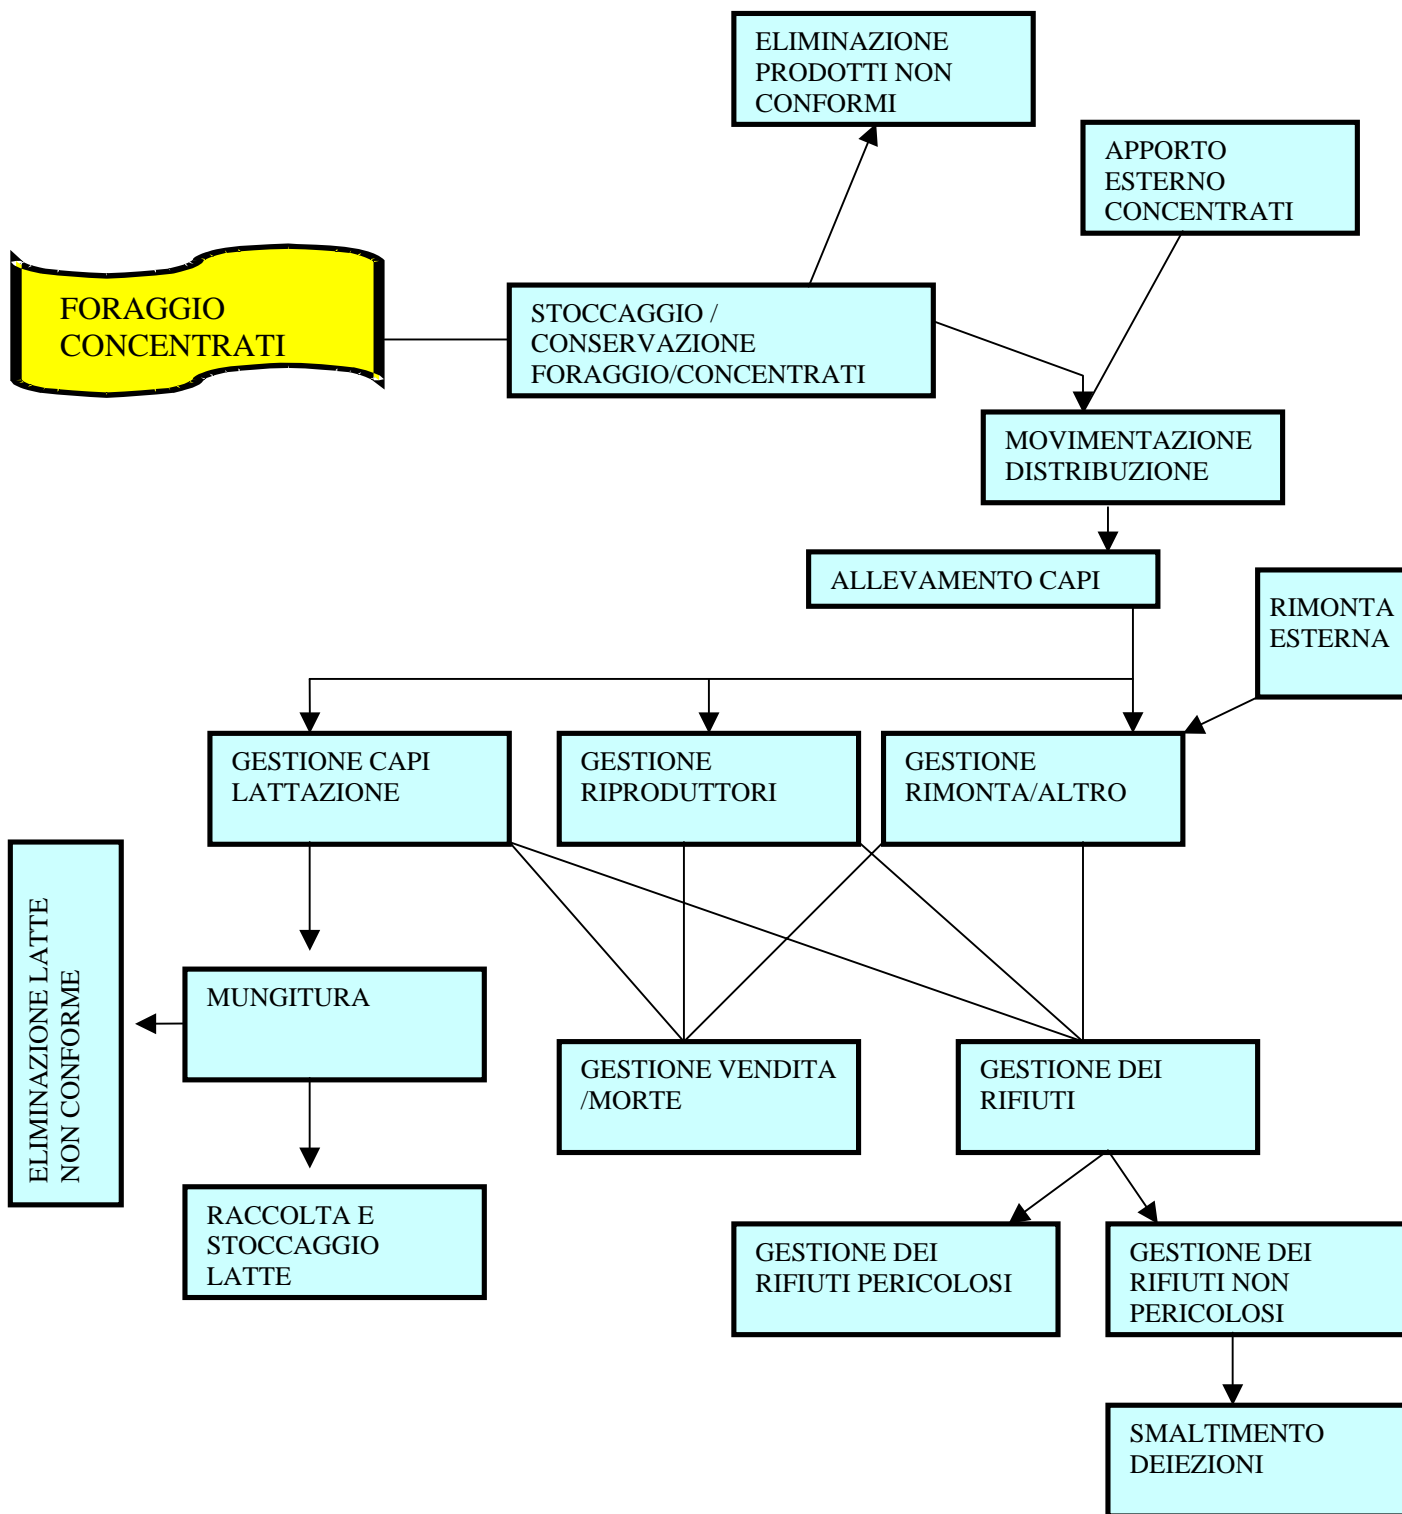 ELIMINAZIONE
PRODOTTI NON
CONFORMI
APPORTO
ESTERNO
CONCENTRATI
FORAGGIO
CONCENTRATI
STOCCAGGIO /
CONSERVAZIONE
FORAGGIO/CONCENTRATI
MOVIMENTAZIONE
DISTRIBUZIONE
ALLEVAMENTO CAPI
RIMONTA
ESTERNA
GESTIONE CAPI
LATTAZIONE
GESTIONE
RIPRODUTTORI
GESTIONE
RIMONTA/ALTRO
ELIMINAZIONE LATTE
NON CONFORME
MUNGITURA
GESTIONE VENDITA
/MORTE
GESTIONE DEI
RIFIUTI
RACCOLTA E
STOCCAGGIO
LATTE
GESTIONE DEI
RIFIUTI PERICOLOSI
GESTIONE DEI
RIFIUTI NON
PERICOLOSI
SMALTIMENTO
DEIEZIONI